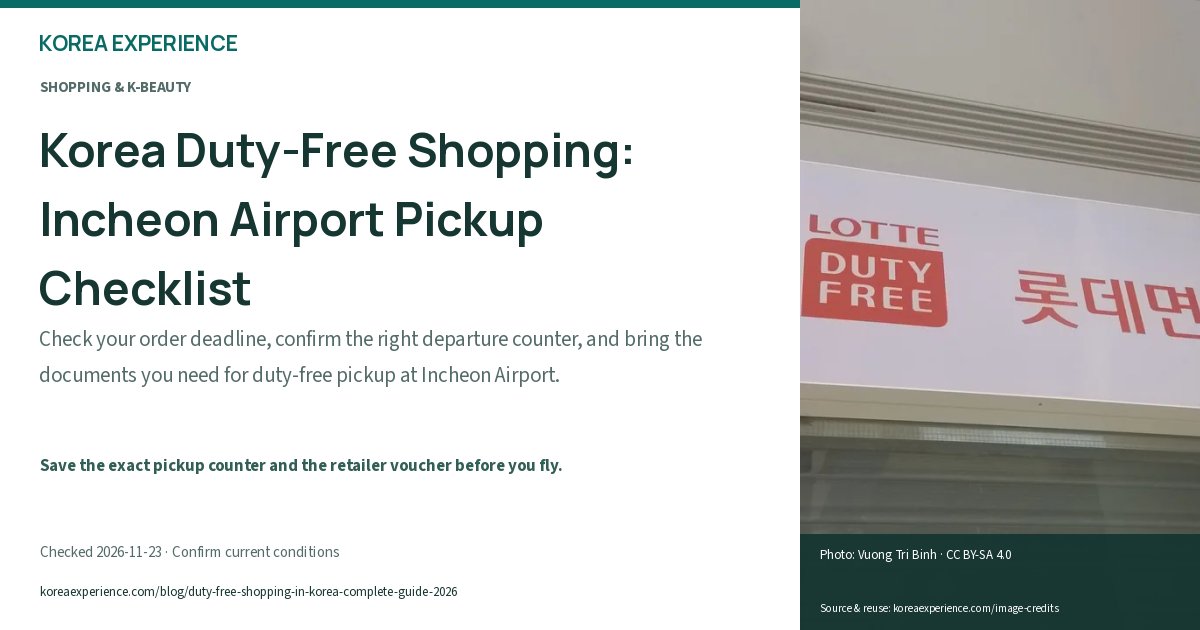 KOREA EXPERIENCE
SHOPPING & K-BEAUTY
Korea Duty-Free Shopping:
Incheon Airport Pickup
Checklist
Check your order deadline, confirm the right departure counter, and bring the
documents you need for duty-free pickup at Incheon Airport.
Save the exact pickup counter and the retailer voucher before you fly.
Checked 2026-11-23 · Confirm current conditions
koreaexperience.com/blog/duty-free-shopping-in-korea-complete-guide-2026
LOTTE
DUTY
FREE
롯데면
Photo: Vuong Tri Binh · CC BY-SA 4.0
Source & reuse: koreaexperience.com/image-credits